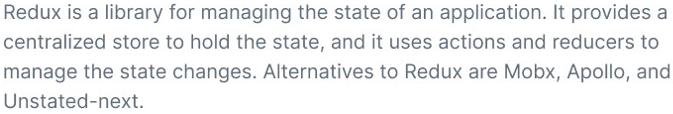 Redux is a library for managing the state of an application. It provides a
centralized store to hold the state, and it uses actions and reducers to
manage the state changes. Alternatives to Redux are Mobx, Apollo, and
Unstated-next.